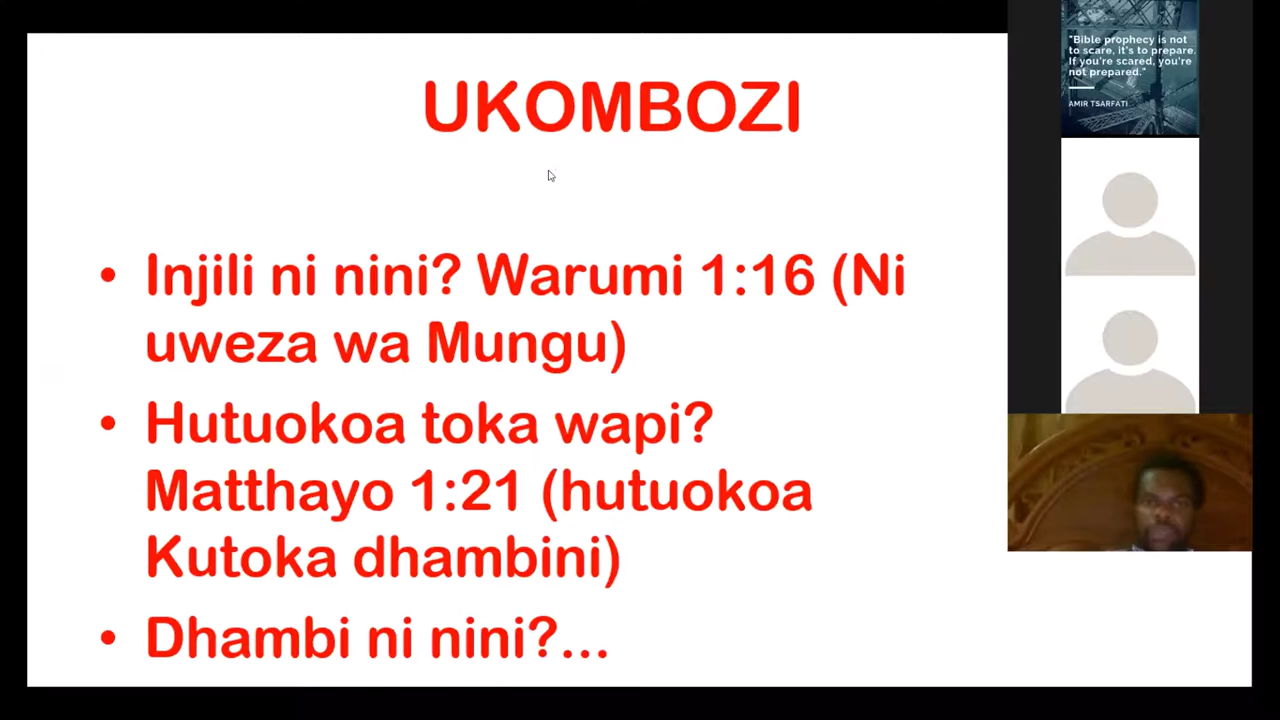 UKOMBOZI
• Injili ni nini? Warumi 1:16 (Ni
uweza wa Mungu)
• Hutuokoa toka wapi?
Matthayo 1:21 (hutuokoa
Kutoka dhambini)
• Dhambi ni nini?...
"Bible prophecy is not
to scare, it's to prepare.
If you're scared, you're
not prepared."
AMIR TSARFATI